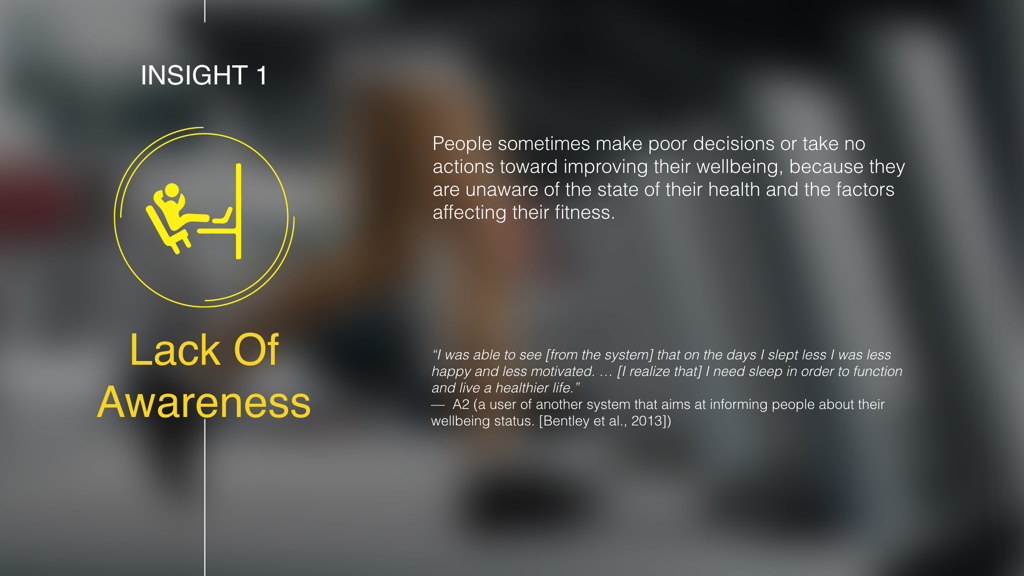 INSIGHT 1
Lack Of
Awareness
People sometimes make poor decisions or take no
actions toward improving their wellbeing, because they
are unaware of the state of their health and the factors
affecting their fitness.
“I was able to see [from the system] that on the days I slept less I was less
happy and less motivated. … [I realize that] I need sleep in order to function
and live a healthier life.”
— A2 (a user of another system that aims at informing people about their
wellbeing status. [Bentley et al., 2013])